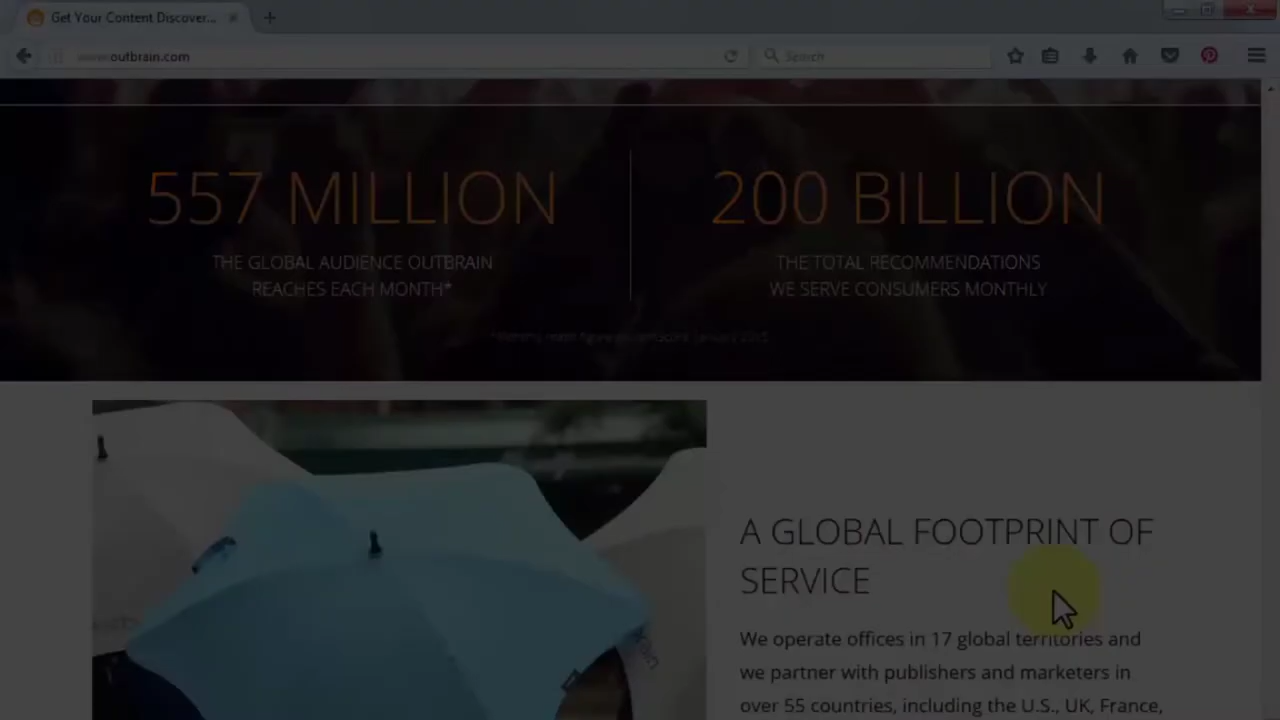 Get Your Content Discover...
www.outbrain.com
Search
557 MILLION
THE GLOBAL AUDIENCE OUTBRAIN
REACHES EACH MONTH*
200 BILLION
THE TOTAL RECOMMENDATIONS
WE SERVE CONSUMERS MONTHLY
A GLOBAL FOOTPRINT OF
SERVICE
We operate offices in 17 global territories and
we partner with publishers and marketers in
over 55 countries, including the U.S., UK, France,